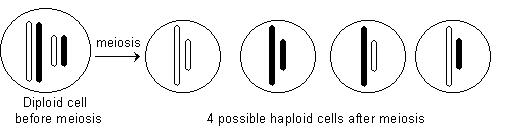 meiosis
Diploid cell
before meiosis
4 possible haploid cells after meiosis